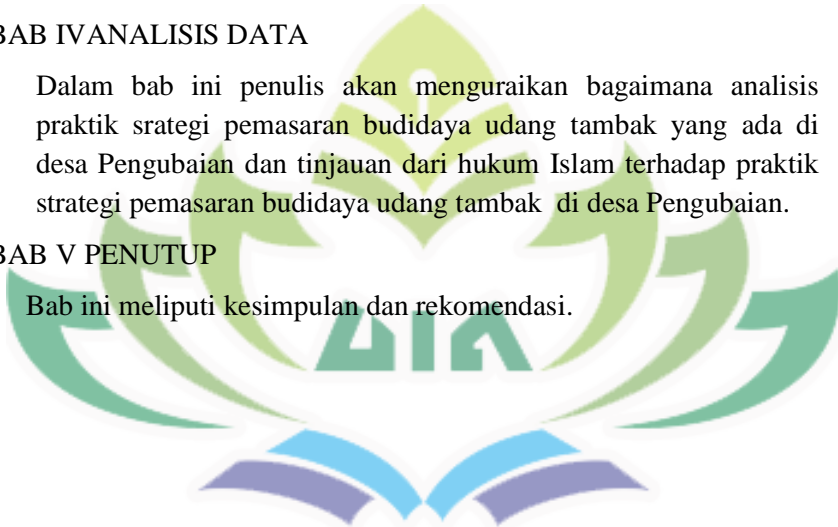 BAB IVANALISIS DATA
Dalam bab ini penulis akan menguraikan bagaimana analisis
praktik srategi pemasaran budidaya udang tambak yang ada di
desa Pengubaian dan tinjauan dari hukum Islam terhadap praktik
strategi pemasaran budidaya udang tambak di desa Pengubaian.
BAB V PENUTUP
Bab ini meliputi kesimpulan dan rekomendasi.